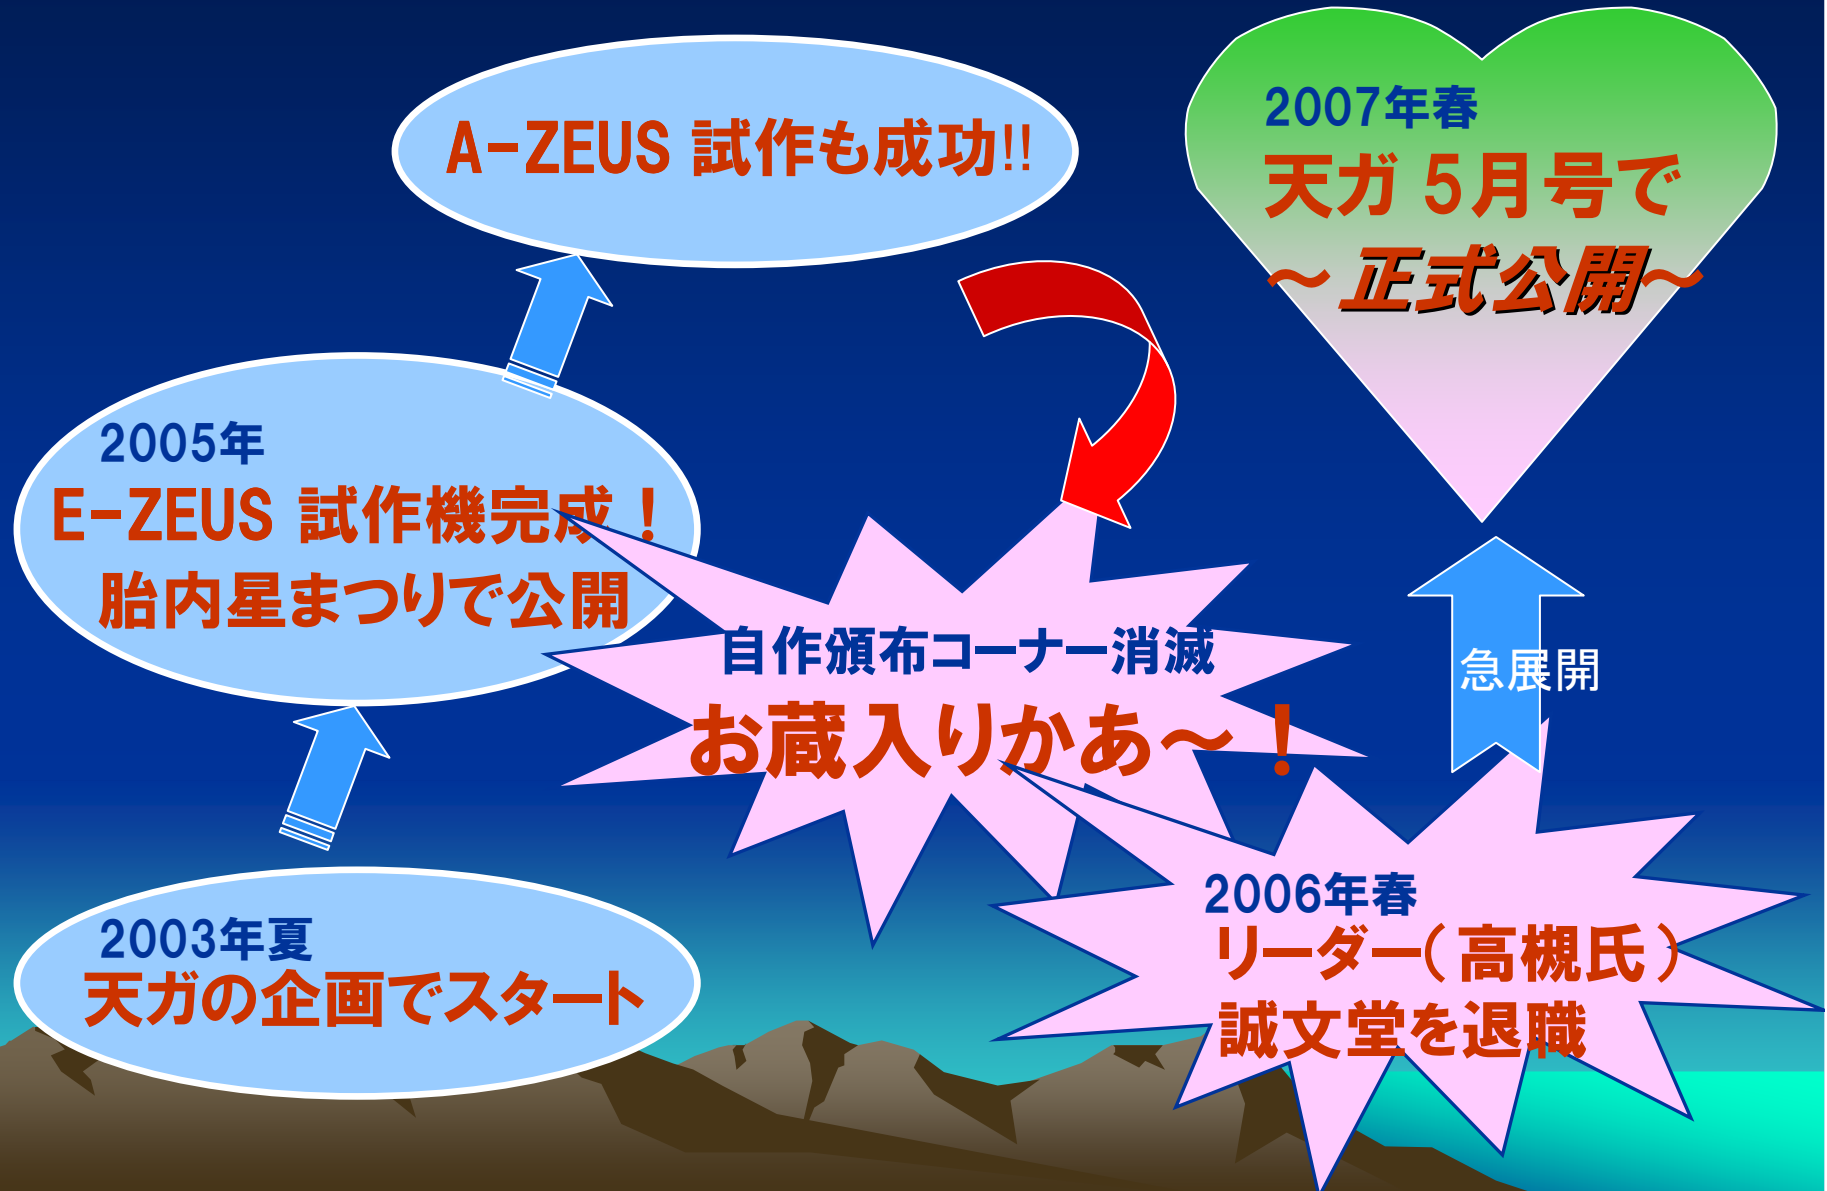 2003年夏
天ガの企画でスタート
2005年
E-ZEUS 試作機完成！
胎内星まつりで公開
A-ZEUS 試作も成功!!
自作頒布コーナー消滅
お蔵入りかあ～！
2006年春
リーダー（高槻氏）
誠文堂を退職
急展開
2007年春
天ガ 5月号で
～正式公開～